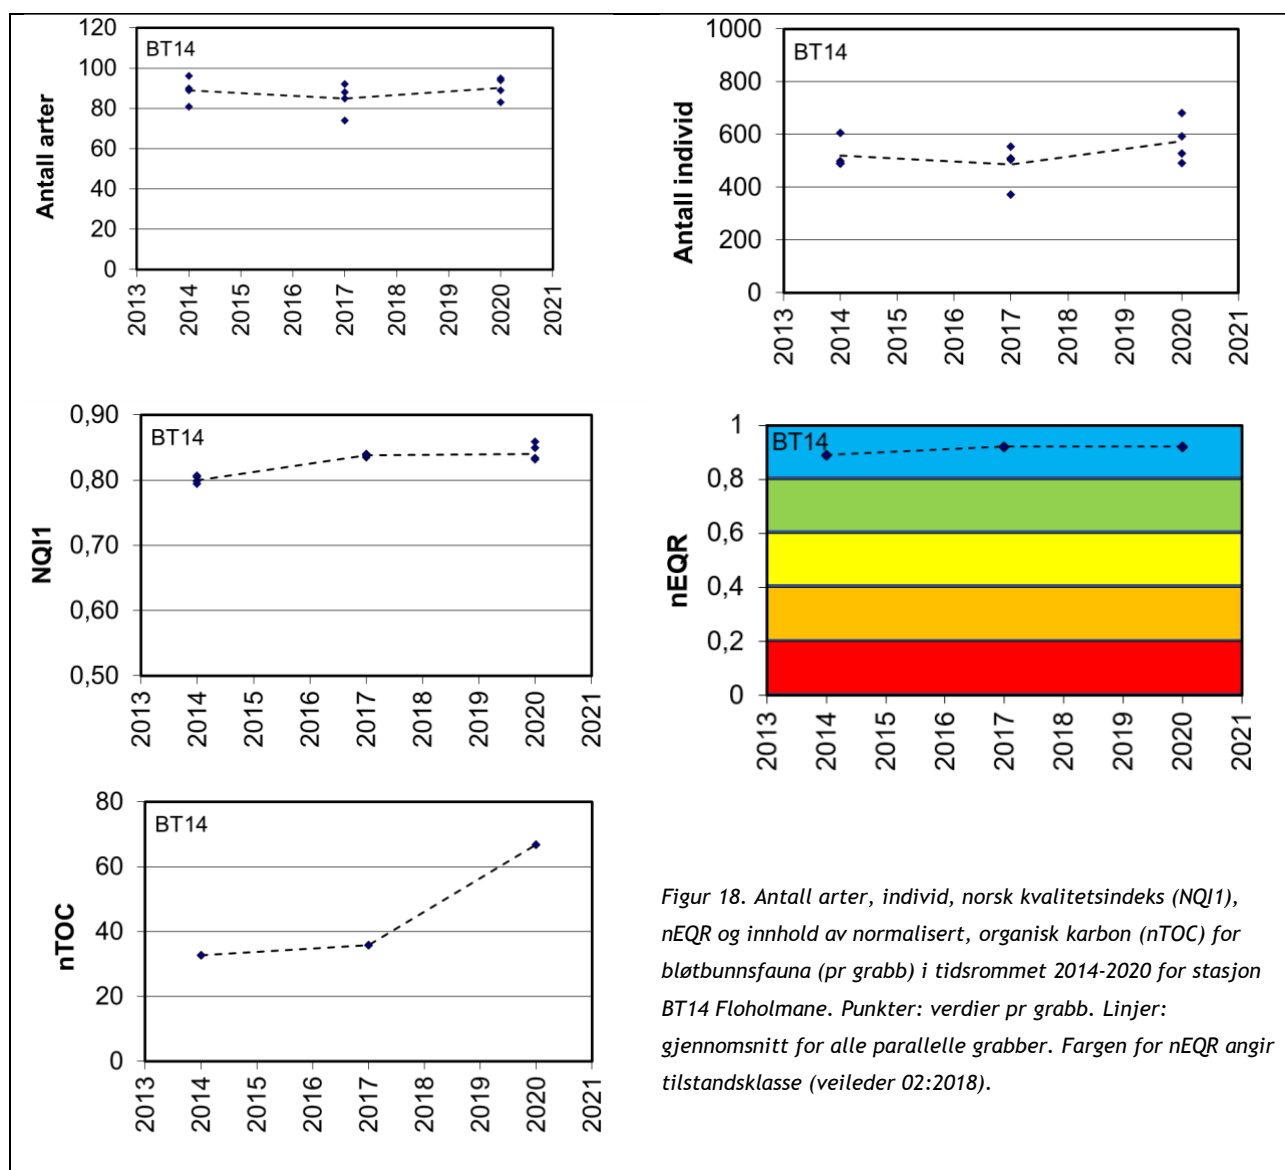 120
100
80
60
40
20
0
Antall arter
BT14
2013 2014 2015 2016 2017 2018 2019 2020 2021
1000
800
600
400
200
0
Antall individ
BT14
2013 2014 2015 2016 2017 2018 2019 2020 2021
0,90
0,80
0,70
0,60
0,50
NQI1
BT14
2013 2014 2015 2016 2017 2018 2019 2020 2021
1
0,8
0,6
0,4
0,2
0
nEQR
BT14
2013 2014 2015 2016 2017 2018 2019 2020 2021
80
60
40
20
0
nTOC
BT14
2013 2014 2015 2016 2017 2018 2019 2020 2021
Figur 18. Antall arter, individ, norsk kvalitetsindeks (NQI1),
nEQR og innhold av normalisert, organisk karbon (nTOC) for
bløtbunnsfauna (pr grabb) i tidsrommet 2014-2020 for stasjon
BT14 Floholmane. Punkter: verdier pr grabb. Linjer:
gjennomsnitt for alle parallelle grabber. Fargen for nEQR angir
tilstandsklasse (veileder 02:2018).